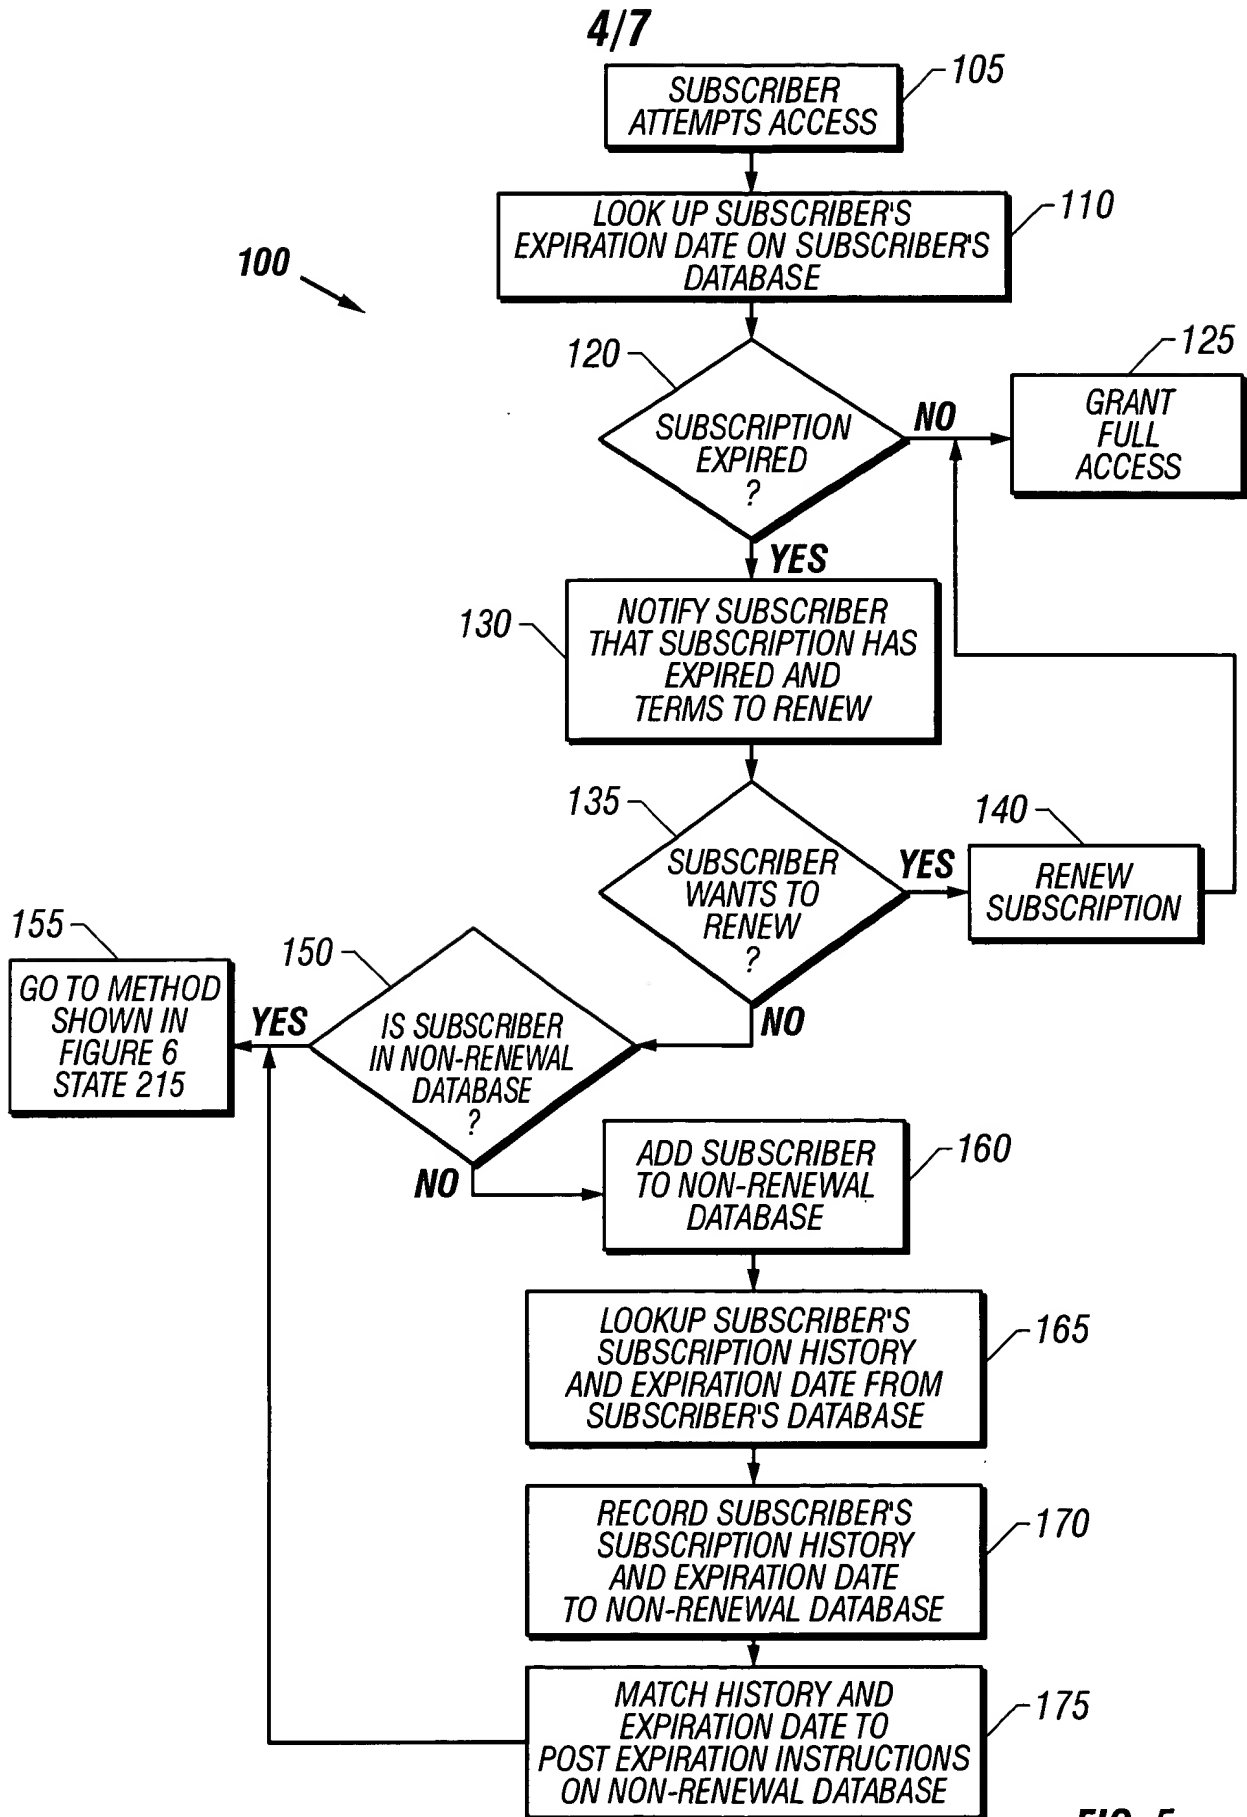 4/7
SUBSCRIBER
ATTEMPTS ACCESS
105
LOOK UP SUBSCRIBER'S
EXPIRATION DATE ON SUBSCRIBER'S
DATABASE
110
100
120
SUBSCRIPTION
EXPIRED
?
NO
125
GRANT
FULL
ACCESS
YES
130
NOTIFY SUBSCRIBER
THAT SUBSCRIPTION HAS
EXPIRED AND
TERMS TO RENEW
135
SUBSCRIBER
WANTS TO
RENEW
?
YES
140
RENEW
SUBSCRIPTION
NO
155
GO TO METHOD
SHOWN IN
FIGURE 6
STATE 215
YES
150
IS SUBSCRIBER
IN NON-RENEWAL
DATABASE
?
NO
ADD SUBSCRIBER
TO NON-RENEWAL
DATABASE
160
LOOKUP SUBSCRIBER'S
SUBSCRIPTION HISTORY
AND EXPIRATION DATE FROM
SUBSCRIBER'S DATABASE
165
RECORD SUBSCRIBER'S
SUBSCRIPTION HISTORY
AND EXPIRATION DATE
TO NON-RENEWAL DATABASE
170
MATCH HISTORY AND
EXPIRATION DATE TO
POST EXPIRATION INSTRUCTIONS
ON NON-RENEWAL DATABASE
175
FIG. 5